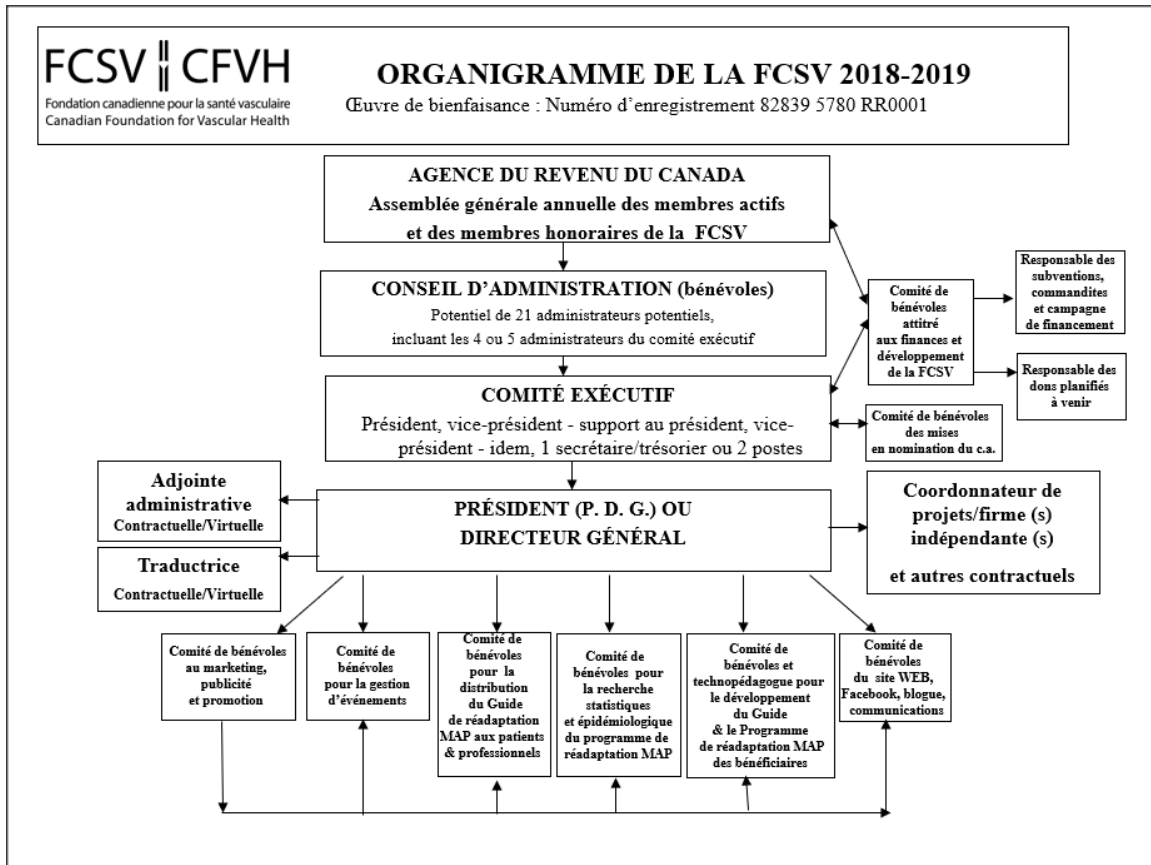 FCSV CFVH
Fondation canadienne pour la santé vasculaire
Canadian Foundation for Vascular Health
ORGANIGRAMME DE LA FCSV 2018-2019
Œuvre de bienfaisance : Numéro d’enregistrement 82839 5780 RR0001
AGENCE DU REVENU DU CANADA
Assemblée générale annuelle des membres actifs
et des membres honoraires de la FCSV
CONSEIL D’ADMINISTRATION (bénévoles)
Potentiel de 21 administrateurs potentiels,
incluant les 4 ou 5 administrateurs du comité exécutif
Comité de
bénévoles
attitré
aux finances et
développement
de la FCSV
Responsable des
subventions,
commandites
et campagne
de financement
Responsable des
dons planifiés
à venir
COMITÉ EXÉCUTIF
Président, vice-président - support au président, vice-
président - idem, 1 secrétaire/trésorier ou 2 postes
Comité de bénévoles
des mises
en nomination du c.a.
Adjointe
administrative
Contractuelle/Virtuelle
Traductrice
Contractuelle/Virtuelle
PRÉSIDENT (P. D. G.) OU
DIRECTEUR GÉNÉRAL
Coordonnateur de
projets/firme (s)
indépendante (s)
et autres contractuels
Comité de bénévoles
au marketing,
publicité
et promotion
Comité de
bénévoles
pour la gestion
d’événements
Comité de
bénévoles
pour la
distribution
du Guide
de réadaptation
MAP aux patients
& professionnels
Comité de
bénévoles pour
la recherche
statistiques
et épidémiologique
du programme de
réadaptation MAP
Comité de
bénévoles et
technopédagogue pour
le développement
du Guide
& le Programme
de réadaptation MAP
des bénéficiaires
Comité de
bénévoles
du site WEB,
Facebook, blogue,
communications